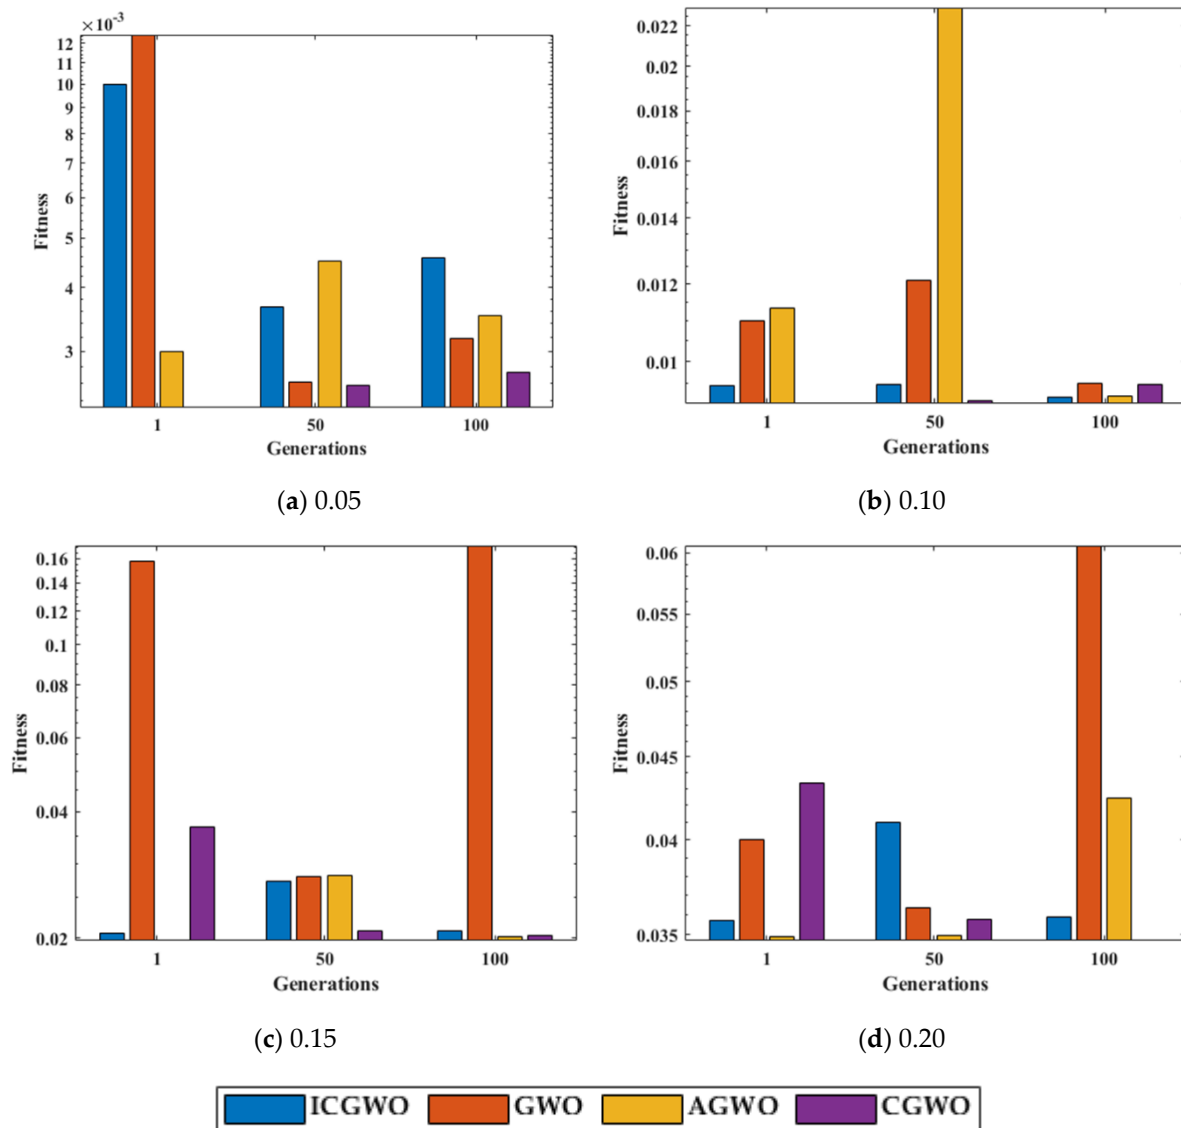 ×10⁻³
12
11
10
9
8
7
6
5
4
3
Fitness
1 50 100
Generations
(a) 0.05
0.022
0.02
0.018
0.016
0.014
0.012
0.01
Fitness
1 50 100
Generations
(b) 0.10
0.16
0.14
0.12
0.1
0.08
0.06
0.04
0.02
Fitness
1 50 100
Generations
(c) 0.15
0.06
0.055
0.05
0.045
0.04
0.035
Fitness
1 50 100
Generations
(d) 0.20
ICGWO GWO AGWO CGWO